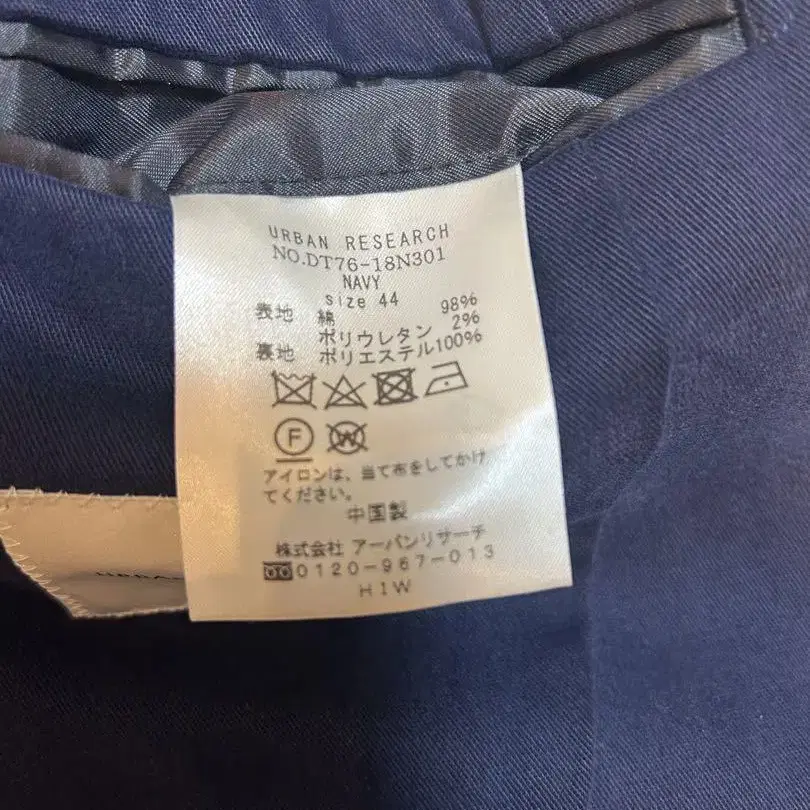 URBAN RESEARCH
NO.DT76-18N301
NAVY
size 44
表地 綿 98%
ポリウレタン 2%
裏地 ポリエステル100%
F W
アイロンは、当て布をしてかけ
てください。
中国製
株式会社 アーバンリサーチ
0120-967-013
HIW